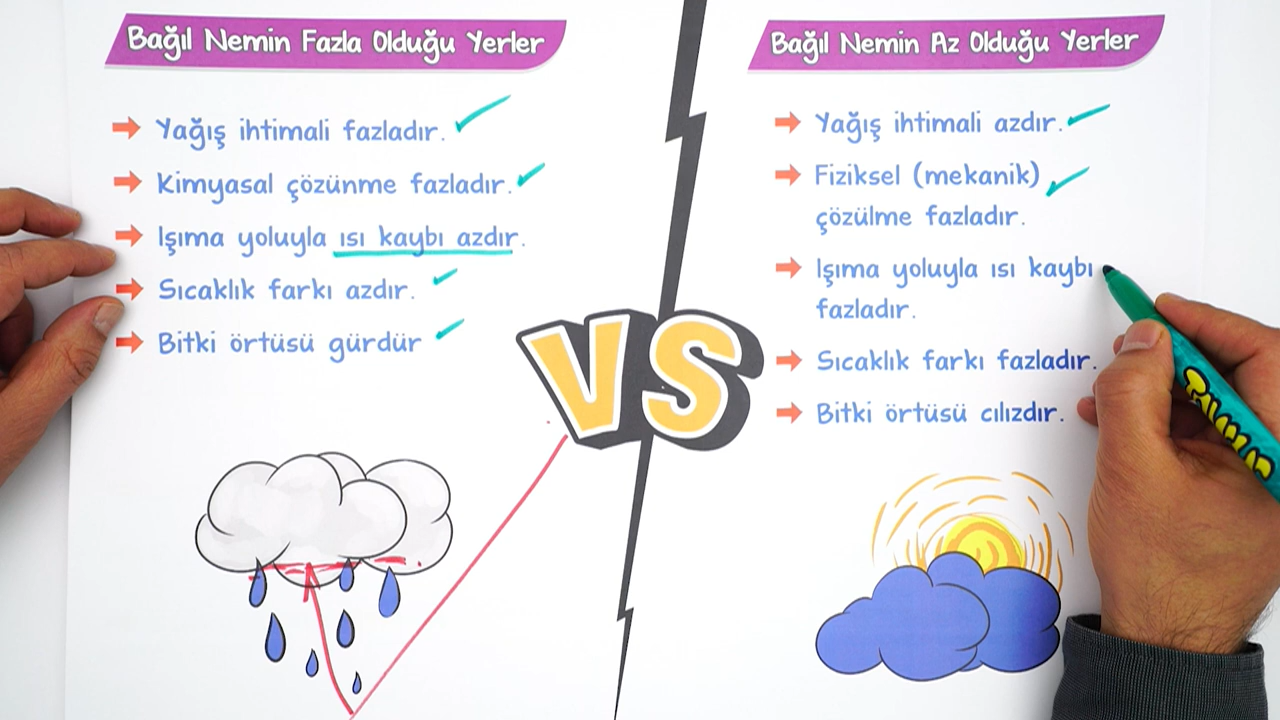 Bağıl Nemin Fazla Olduğu Yerler
Yağış ihtimali fazladır.
Kimyasal çözünme fazladır.
Işıma yoluyla ısı kaybı azdır.
Sıcaklık farkı azdır.
Bitki örtüsü gürdür
VS
Bağıl Nemin Az Olduğu Yerler
Yağış ihtimali azdır.
Fiziksel (mekanik)
çözülme fazladır.
Işıma yoluyla ısı kaybı
fazladır.
Sıcaklık farkı fazladır.
Bitki örtüsü cılızdır.